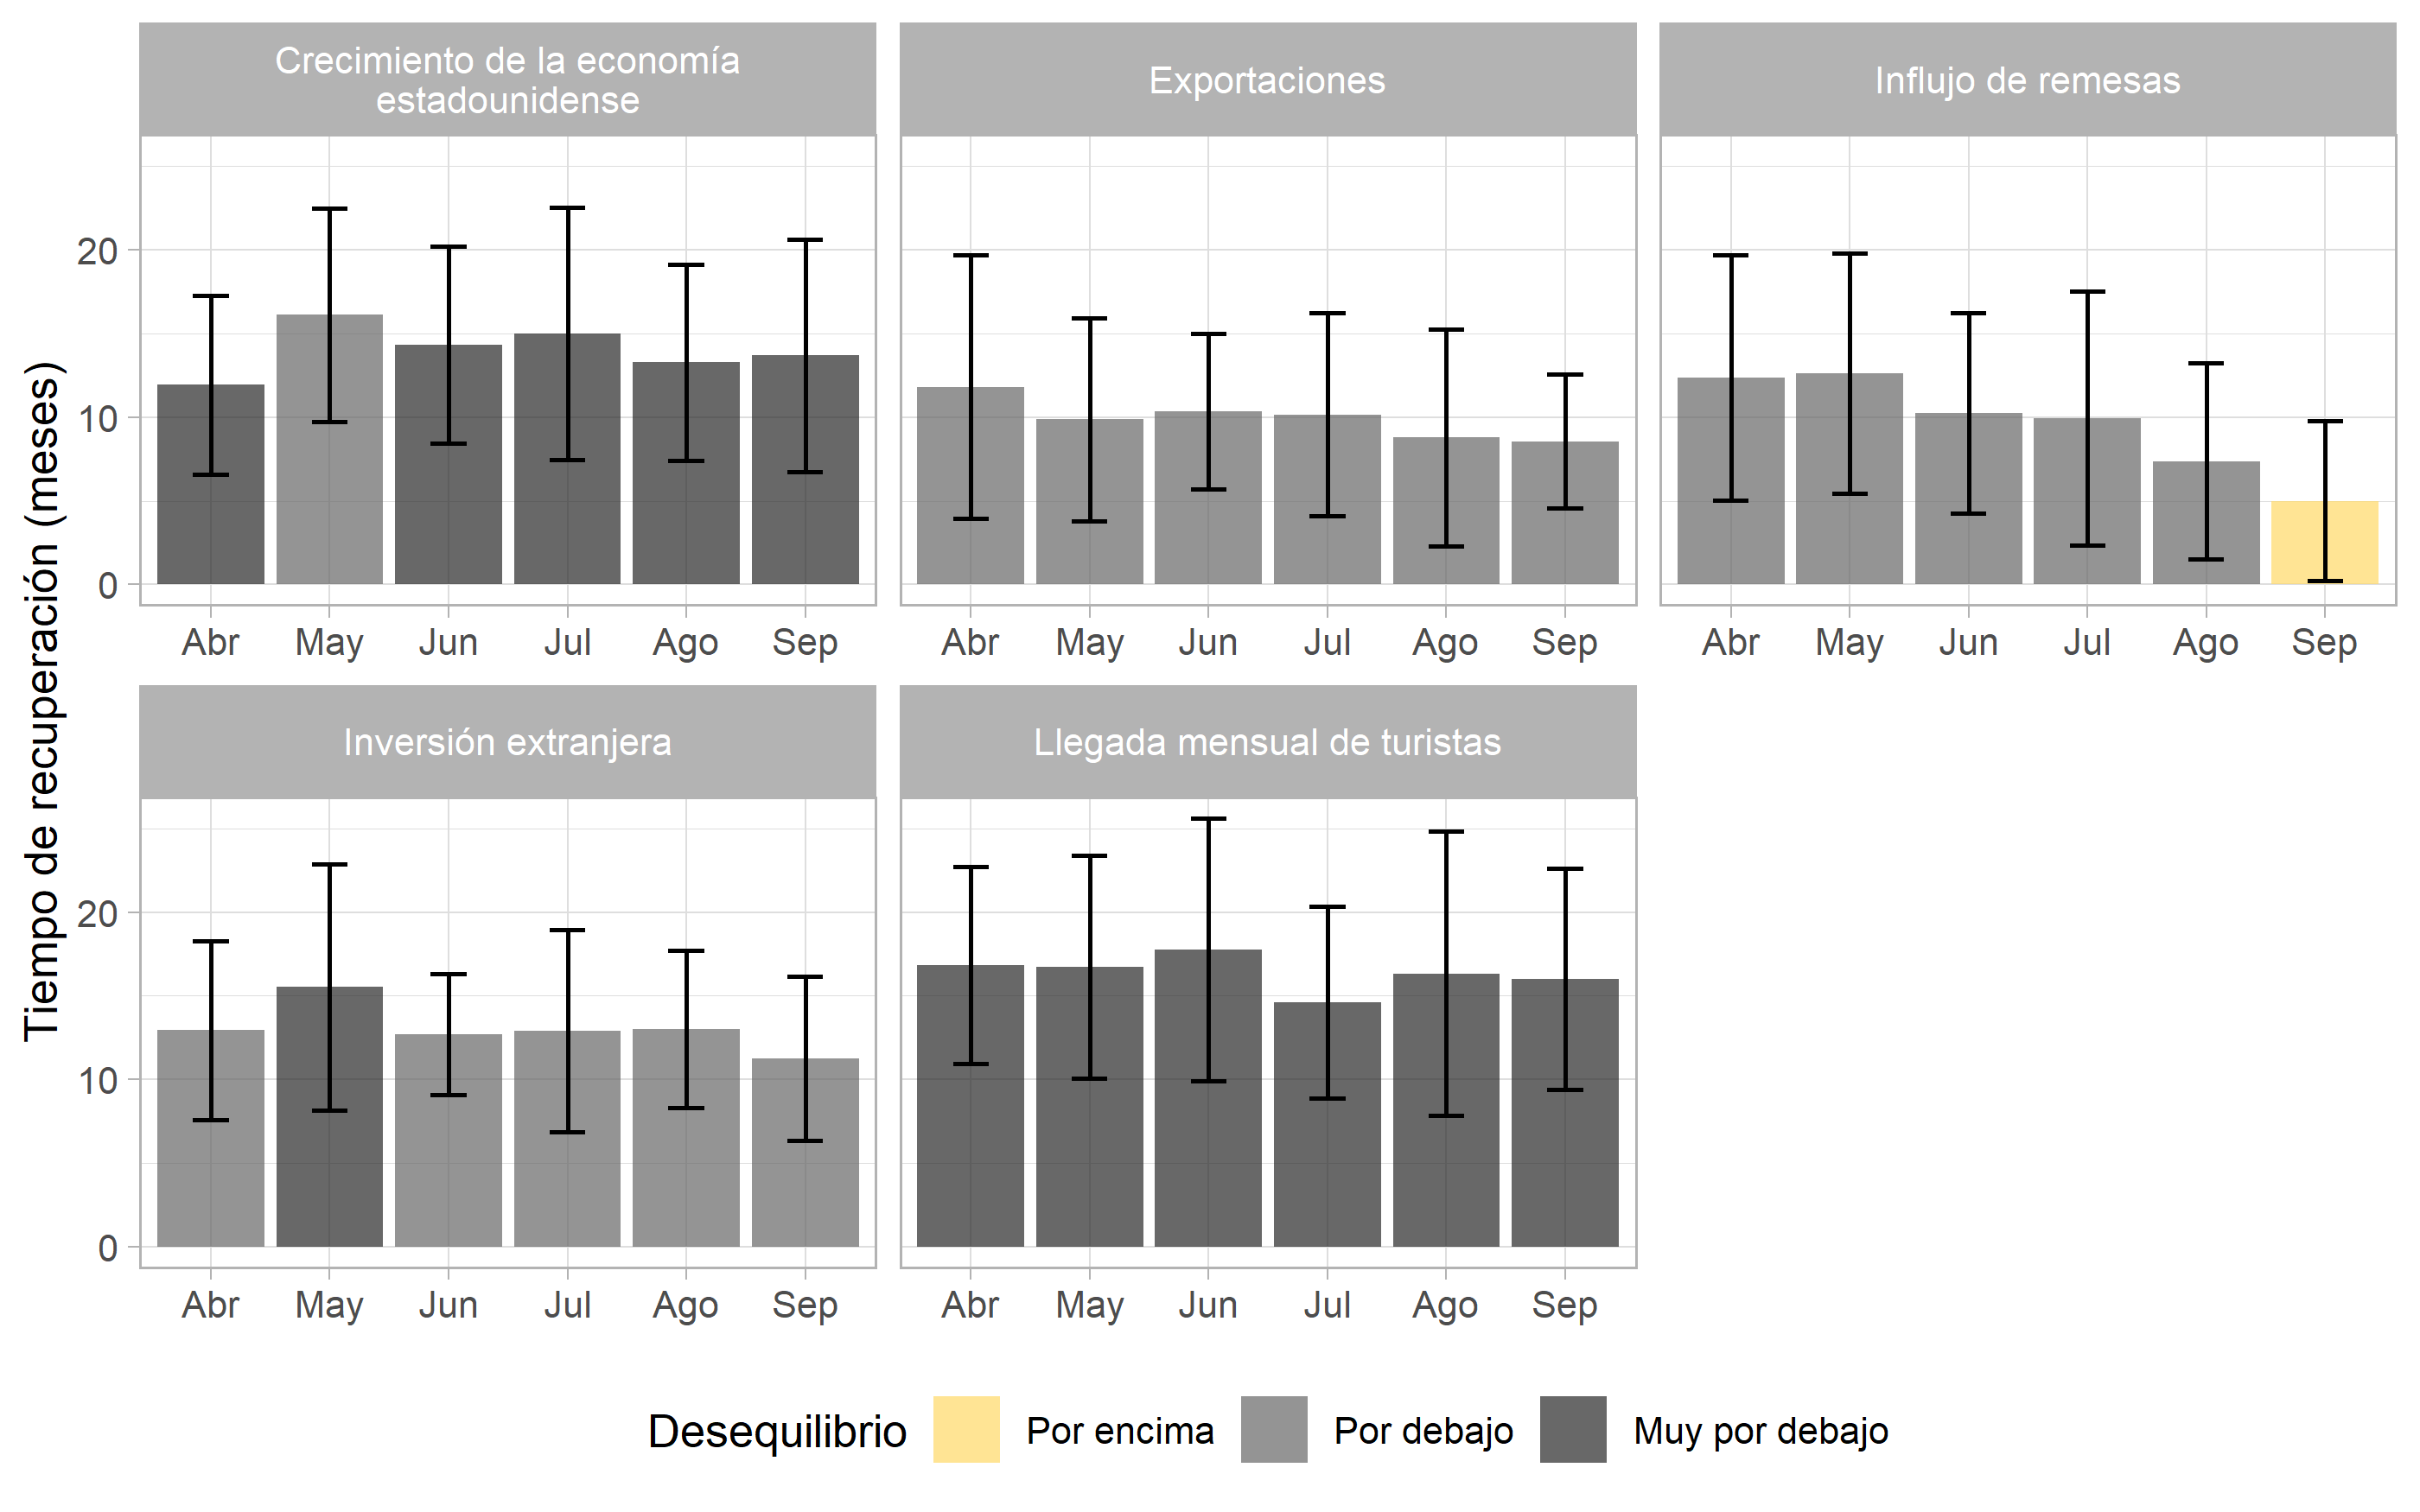 Crecimiento de la economía
estadounidense
Exportaciones
Influjo de remesas
Tiempo de recuperación (meses)
20
10
0
Abr May Jun Jul Ago Sep
Abr May Jun Jul Ago Sep
Abr May Jun Jul Ago Sep
Inversión extranjera
Llegada mensual de turistas
20
10
0
Abr May Jun Jul Ago Sep
Abr May Jun Jul Ago Sep
Desequilibrio Por encima Por debajo Muy por debajo